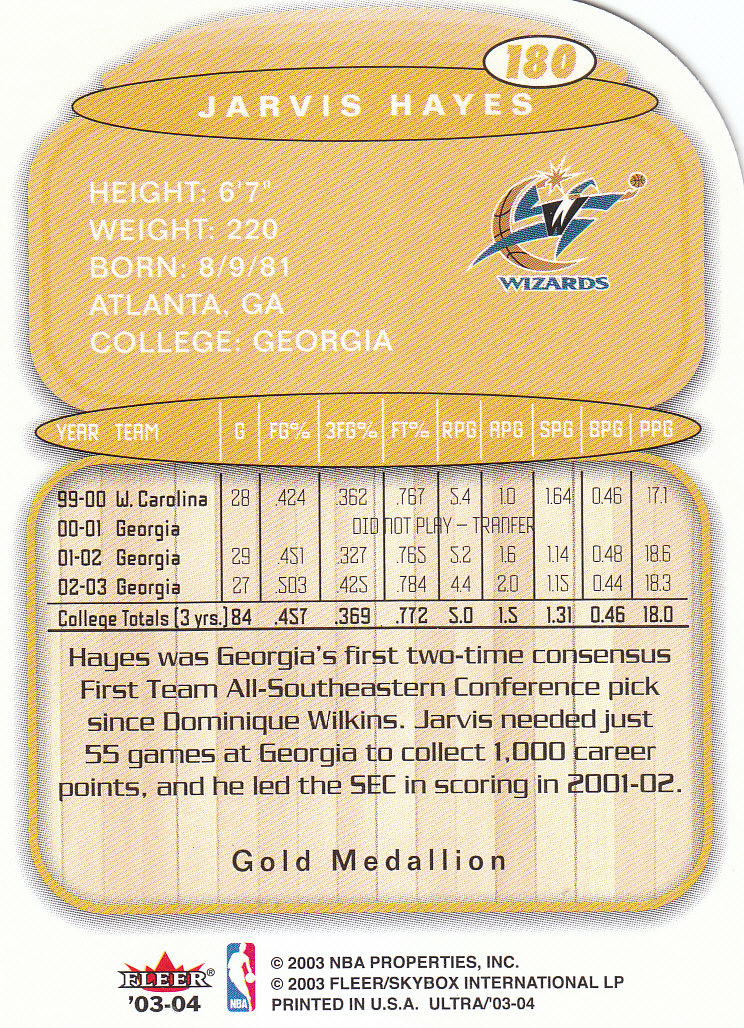 180
JARVIS HAYES
HEIGHT: 6'7"
WEIGHT: 220
BORN: 8/9/81
ATLANTA, GA
COLLEGE: GEORGIA
W
WIZARDS
YEAR TEAM G FG% 3FG% FT% RPG APG SPG BPG PPG
99-00 W. Carolina 28 .424 .362 .767 5.4 1.0 1.64 0.46 17.1
00-01 Georgia DID NOT PLAY – TRANFER
01-02 Georgia 29 .451 .327 .765 5.2 1.6 1.14 0.48 18.6
02-03 Georgia 27 .503 .425 .784 4.4 2.0 1.15 0.44 18.3
College Totals (3 yrs.) 84 .457 .369 .772 5.0 1.5 1.31 0.46 18.0
Hayes was Georgia's first two-time consensus
First Team All-Southeastern Conference pick
since Dominique Wilkins. Jarvis needed just
55 games at Georgia to collect 1,000 career
points, and he led the SEC in scoring in 2001-02.
Gold Medallion
FLEER®
'03-04
NBA
© 2003 NBA PROPERTIES, INC.
© 2003 FLEER/SKYBOX INTERNATIONAL LP
PRINTED IN U.S.A. ULTRA/'03-04